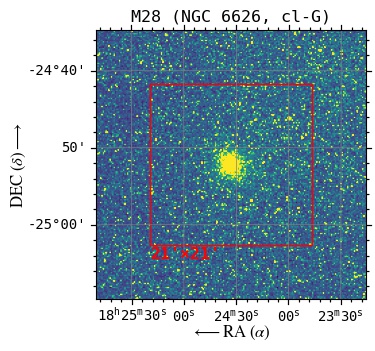 M28 (NGC 6626, cl-G)
DEC (δ)⟶
-24°40'
50'
-25°00'
21'×21'
18ʰ25ᵐ30ˢ 00ˢ 24ᵐ30ˢ 00ˢ 23ᵐ30ˢ
⟵RA (α)